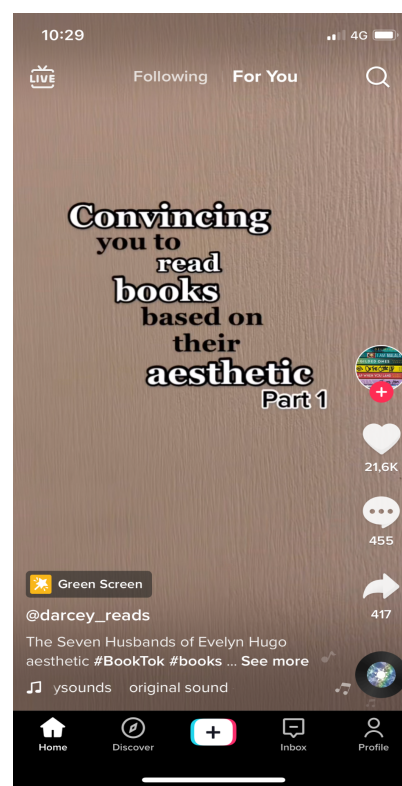 10:29
4G
LIVE
Following
For You
Convincing
you to
read
books
based on
their
aesthetic
Part 1
21,6K
455
417
Green Screen
@darcey_reads
The Seven Husbands of Evelyn Hugo
aesthetic #BookTok #books ... See more
ysounds original sound
Home
Discover
Inbox
Profile